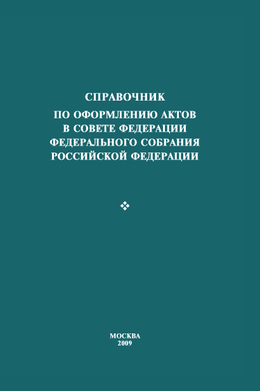 СПРАВОЧНИК
ПО ОФОРМЛЕНИЮ АКТОВ
В СОВЕТЕ ФЕДЕРАЦИИ
ФЕДЕРАЛЬНОГО СОБРАНИЯ
РОССИЙСКОЙ ФЕДЕРАЦИИ
МОСКВА
2009